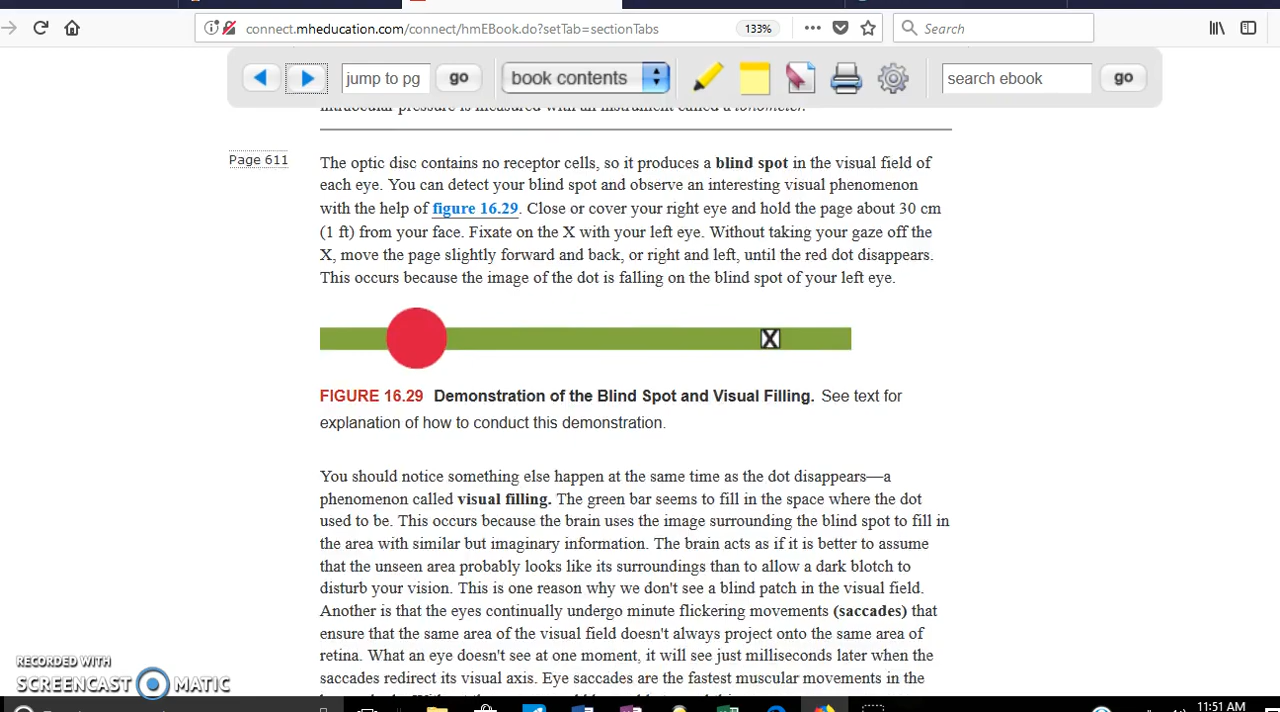 connect.mheducation.com/connect/hmEBook.do?setTab=sectionTabs
133%
Search
jump to pg
go
book contents
search ebook
go
intraocular pressure is measured with an instrument called a tonometer.
Page 611
The optic disc contains no receptor cells, so it produces a blind spot in the visual field of
each eye. You can detect your blind spot and observe an interesting visual phenomenon
with the help of figure 16.29. Close or cover your right eye and hold the page about 30 cm
(1 ft) from your face. Fixate on the X with your left eye. Without taking your gaze off the
X, move the page slightly forward and back, or right and left, until the red dot disappears.
This occurs because the image of the dot is falling on the blind spot of your left eye.
X
FIGURE 16.29 Demonstration of the Blind Spot and Visual Filling. See text for
explanation of how to conduct this demonstration.
You should notice something else happen at the same time as the dot disappears—a
phenomenon called visual filling. The green bar seems to fill in the space where the dot
used to be. This occurs because the brain uses the image surrounding the blind spot to fill in
the area with similar but imaginary information. The brain acts as if it is better to assume
that the unseen area probably looks like its surroundings than to allow a dark blotch to
disturb your vision. This is one reason why we don't see a blind patch in the visual field.
Another is that the eyes continually undergo minute flickering movements (saccades) that
ensure that the same area of the visual field doesn't always project onto the same area of
retina. What an eye doesn't see at one moment, it will see just milliseconds later when the
saccades redirect its visual axis. Eye saccades are the fastest muscular movements in the
RECORDED WITH
SCREENCAST MATIC
11:51 AM